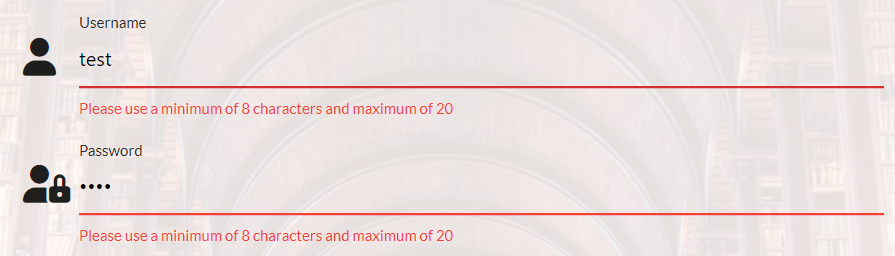 Username
test
Please use a minimum of 8 characters and maximum of 20
Password
••••
Please use a minimum of 8 characters and maximum of 20